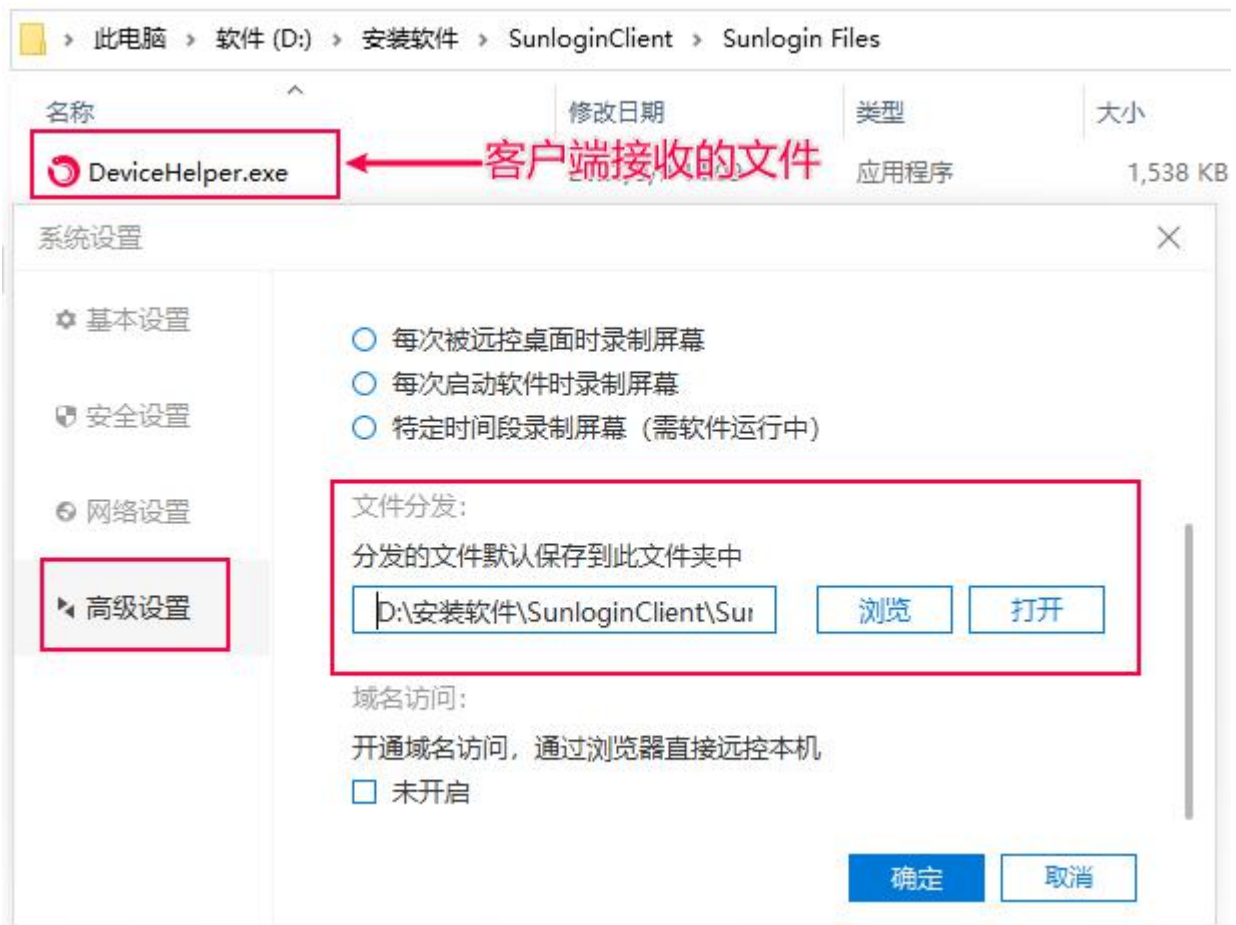 此电脑 › 软件 (D:) › 安装软件 › SunloginClient › Sunlogin Files
名称 修改日期 类型 大小
DeviceHelper.exe 客户端接收的文件 应用程序 1,538 KB
系统设置
基本设置
每次被远控桌面时录制屏幕
每次启动软件时录制屏幕
安全设置
特定时间段录制屏幕（需软件运行中）
网络设置
文件分发：
分发的文件默认保存到此文件夹中
高级设置
D:\安装软件\SunloginClient\Sun 浏览 打开
域名访问：
开通域名访问，通过浏览器直接远控本机
未开启
确定 取消